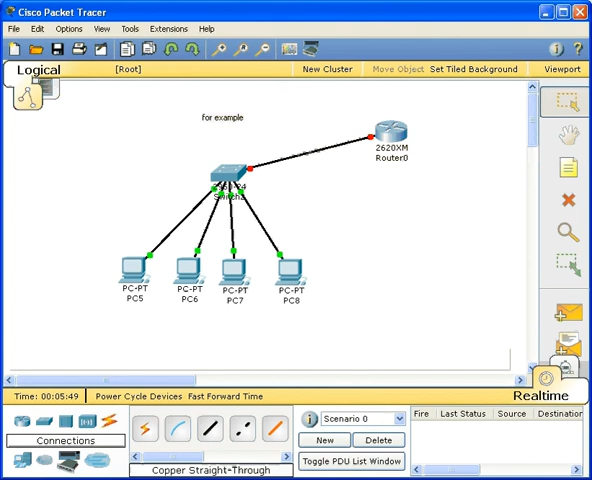 Cisco Packet Tracer
File Edit Options View Tools Extensions Help
Logical [Root] New Cluster Move Object Set Tiled Background Viewport
for example
2620XM
Router0
PC-PT PC-PT PC-PT PC-PT
PC5 PC6 PC7 PC8
Time: 00:05:49 Power Cycle Devices Fast Forward Time Realtime
Scenario 0
Fire Last Status Source Destination
New Delete
Connections
Toggle PDU List Window
Copper Straight-Through